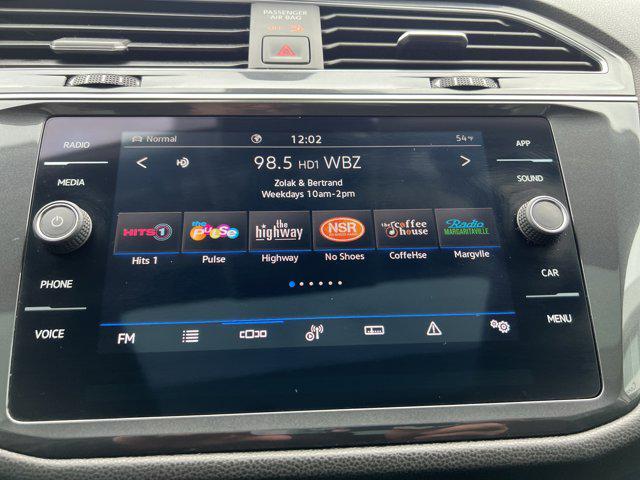 PASSENGER
AIR BAG
OFF
RADIO
MEDIA
PHONE
VOICE
APP
SOUND
CAR
MENU
Normal
12:02
54°F
98.5 HD1 WBZ
Zolak & Bertrand
Weekdays 10am-2pm
HITS 1
the pulse
the highway
NSR
the coffee house
Radio MARGARITAVILLE
Hits 1
Pulse
Highway
No Shoes
CoffeHse
Margvlle
FM